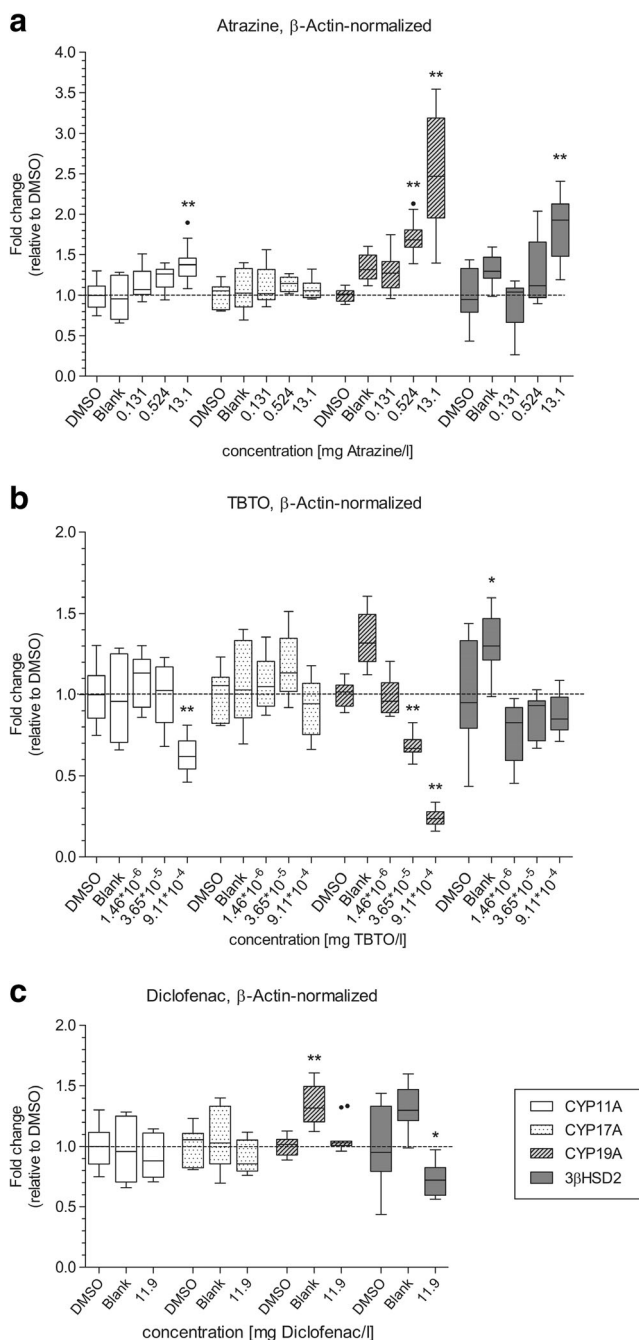 a
Atrazine, β-Actin-normalized
Fold change
(relative to DMSO)
4.0
3.5
3.0
2.5
2.0
1.5
1.0
0.5
0.0
**
**
**
**
DMSO
Blank
0.131
0.524
13.1
DMSO
Blank
0.131
0.524
13.1
DMSO
Blank
0.131
0.524
13.1
DMSO
Blank
0.131
0.524
13.1
concentration [mg Atrazine/l]
b
TBTO, β-Actin-normalized
Fold change
(relative to DMSO)
2.0
1.5
1.0
0.5
0.0
**
**
**
*
DMSO
Blank
1.46*10⁻⁶
3.65*10⁻⁵
9.11*10⁻⁴
DMSO
Blank
1.46*10⁻⁶
3.65*10⁻⁵
9.11*10⁻⁴
DMSO
Blank
1.46*10⁻⁶
3.65*10⁻⁵
9.11*10⁻⁴
DMSO
Blank
1.46*10⁻⁶
3.65*10⁻⁵
9.11*10⁻⁴
concentration [mg TBTO/l]
c
Diclofenac, β-Actin-normalized
Fold change
(relative to DMSO)
2.0
1.5
1.0
0.5
0.0
**
*
DMSO
Blank
11.9
DMSO
Blank
11.9
DMSO
Blank
11.9
DMSO
Blank
11.9
concentration [mg Diclofenac/l]
CYP11A
CYP17A
CYP19A
3βHSD2